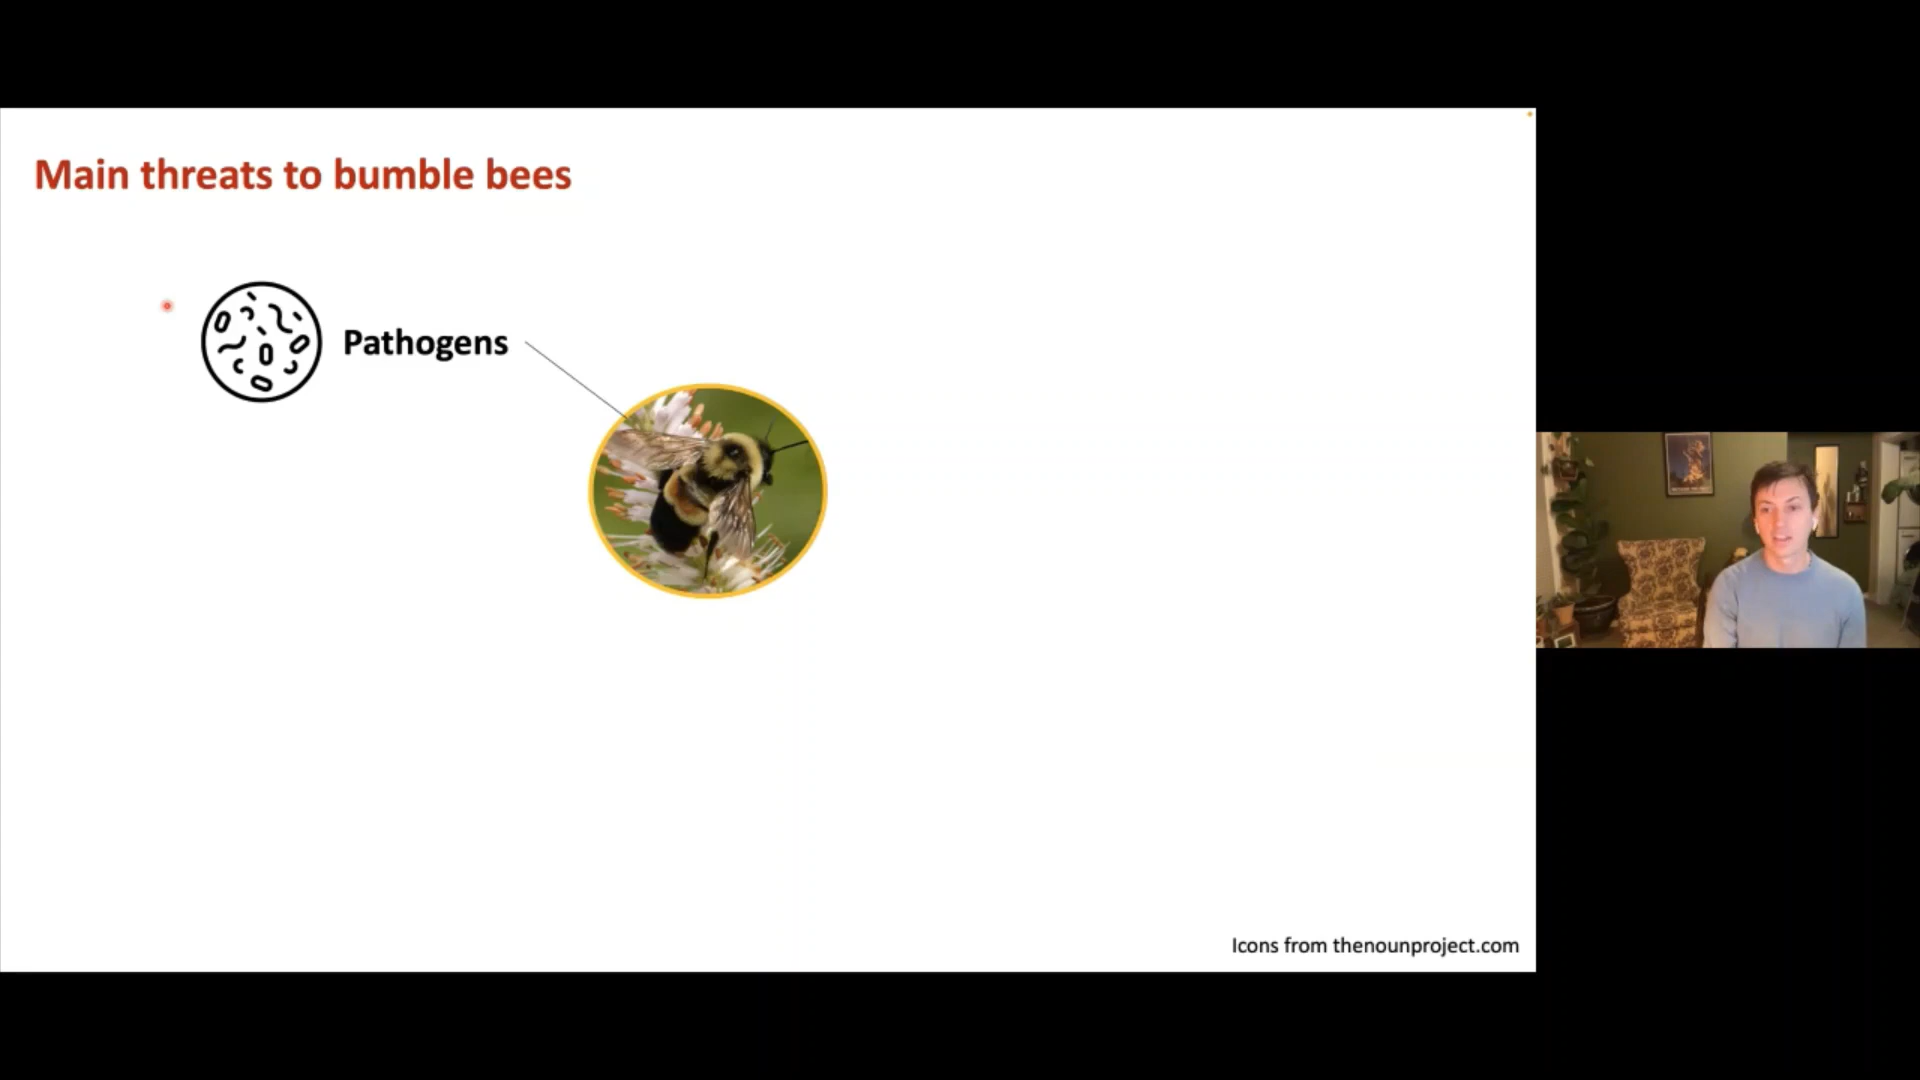 Main threats to bumble bees
Pathogens
Icons from thenounproject.com